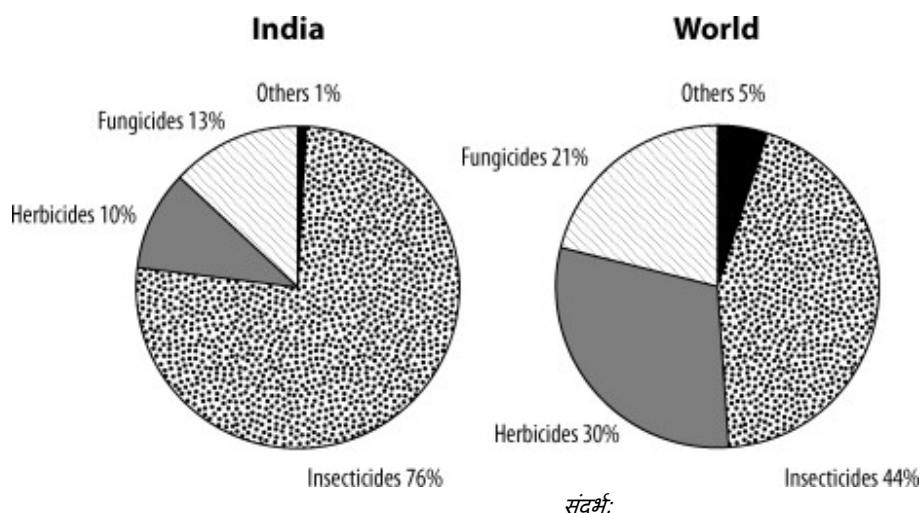 India
World
Others 1%
Fungicides 13%
Herbicides 10%
Insecticides 76%
Others 5%
Fungicides 21%
Herbicides 30%
Insecticides 44%
संदर्भ: